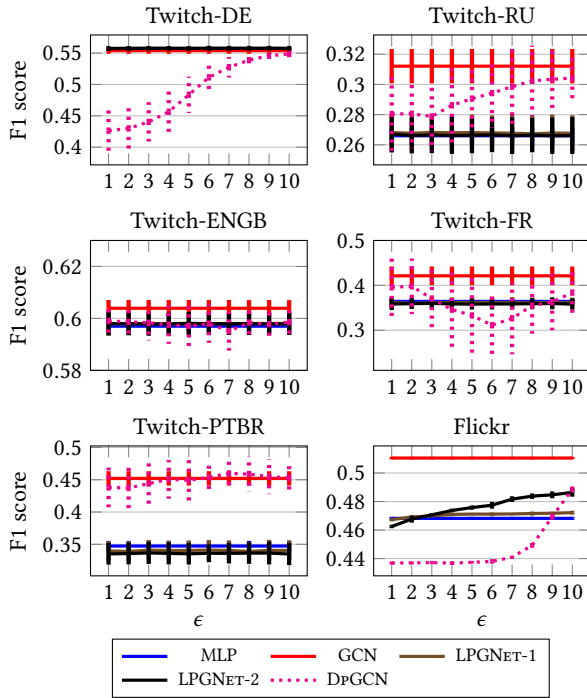 Twitch-DE
F1 score
0.55
0.5
0.45
0.4
1 2 3 4 5 6 7 8 9 10
Twitch-RU
0.32
0.3
0.28
0.26
1 2 3 4 5 6 7 8 9 10
Twitch-ENGB
F1 score
0.62
0.6
0.58
1 2 3 4 5 6 7 8 9 10
Twitch-FR
0.5
0.4
0.3
1 2 3 4 5 6 7 8 9 10
Twitch-PTBR
F1 score
0.5
0.45
0.35
1 2 3 4 5 6 7 8 9 10
ϵ
Flickr
0.5
0.48
0.46
0.44
1 2 3 4 5 6 7 8 9 10
ϵ
MLP GCN LPGNet-1
LPGNet-2 DpGCN